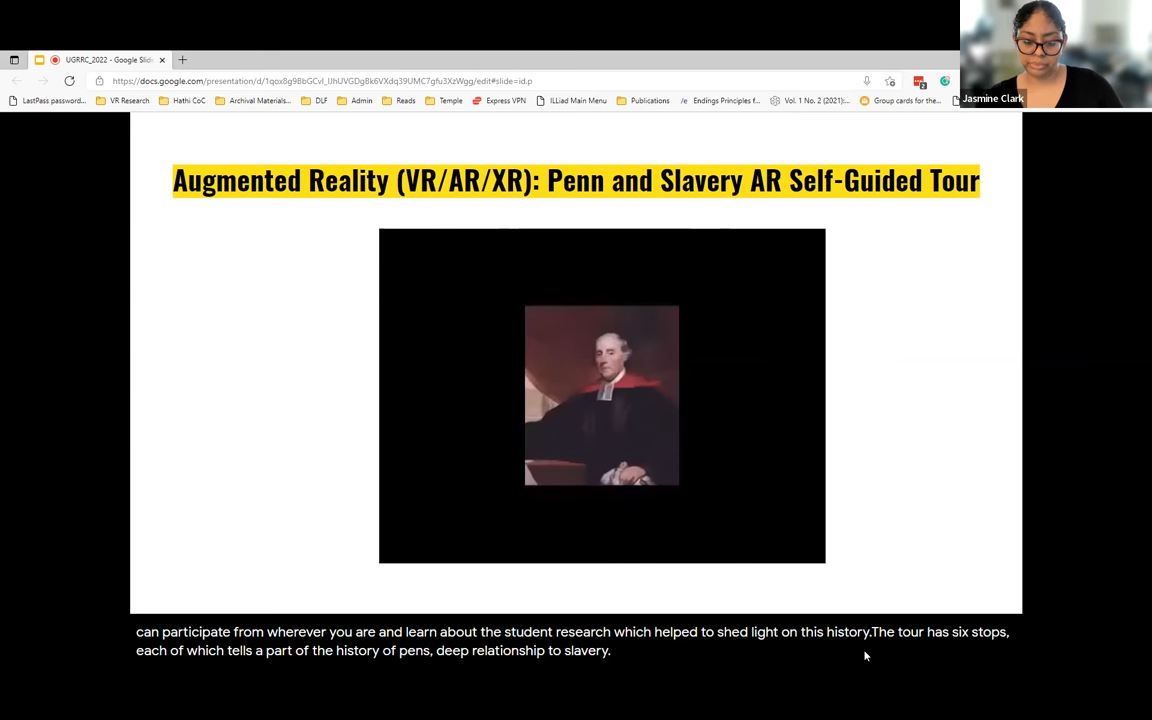 UGRRC_2022 - Google Slid
https://docs.google.com/presentation/d/1qox8g9BbGCvI_IJhUVGDgBk6VXdq39UMC7gfu3XzWgg/edit#slide=id.p
LastPass password... VR Research Hathi CoC Archival Materials... DLF Admin Reads Temple Express VPN ILLiad Main Menu Publications Endings Principles f... Vol. 1 No. 2 (2021):... Group cards for the...
Jasmine Clark
Augmented Reality (VR/AR/XR): Penn and Slavery AR Self-Guided Tour
can participate from wherever you are and learn about the student research which helped to shed light on this history.The tour has six stops,
each of which tells a part of the history of pens, deep relationship to slavery.